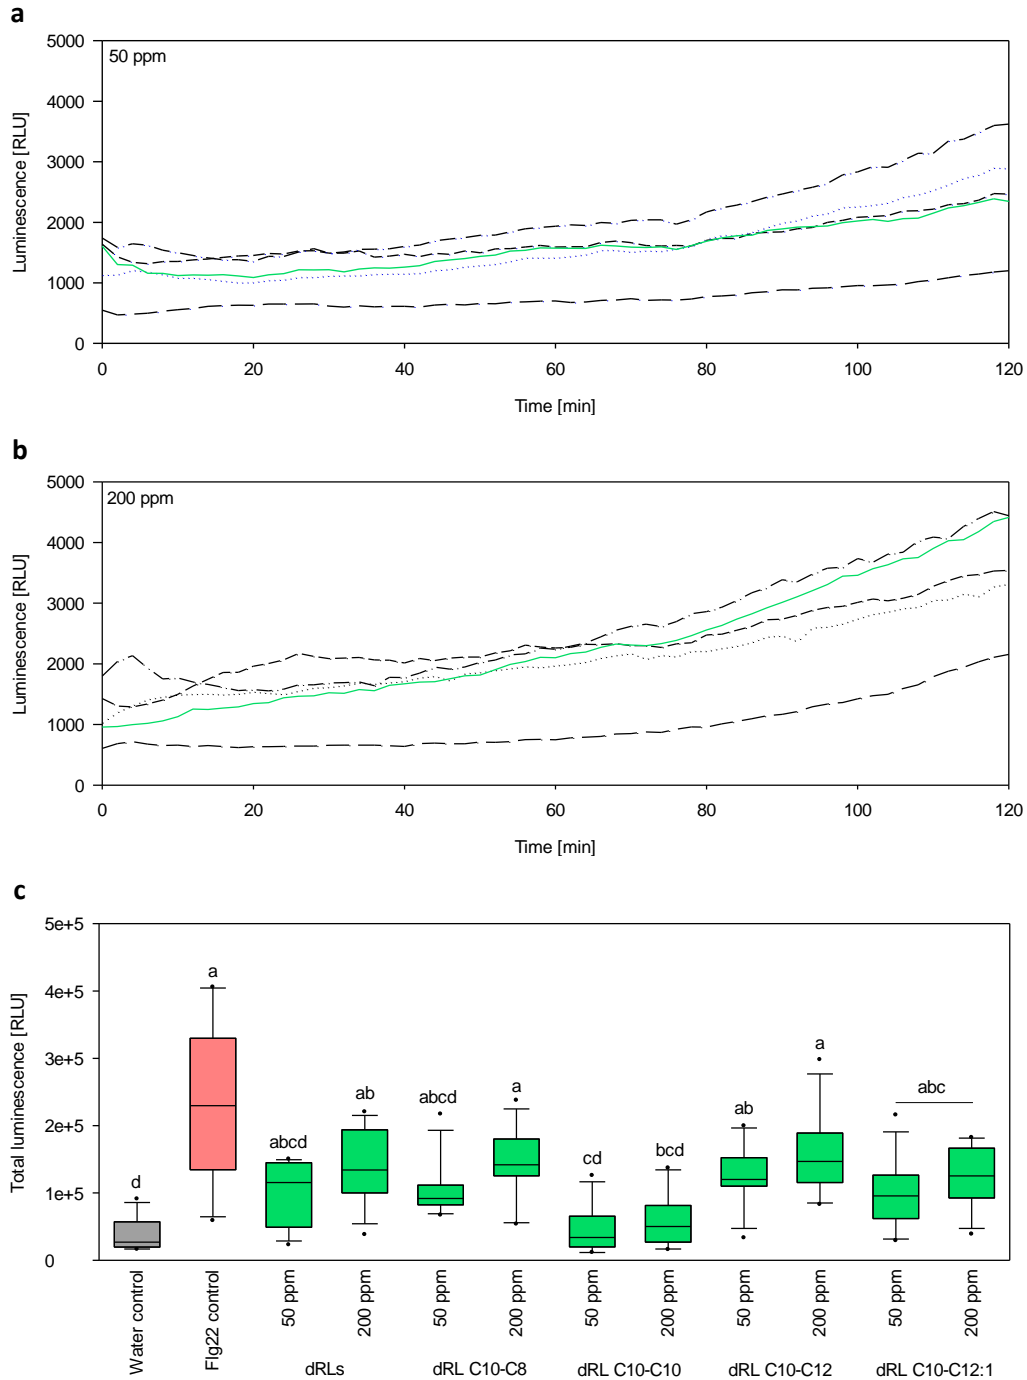 a
5000
50 ppm
4000
3000
2000
1000
0
Luminescence [RLU]
0 20 40 60 80 100 120
Time [min]
b
5000
200 ppm
4000
3000
2000
1000
0
Luminescence [RLU]
0 20 40 60 80 100 120
Time [min]
c
5e+5
4e+5
3e+5
2e+5
1e+5
0
Total luminescence [RLU]
d a abcd ab abcd a cd bcd ab a abc
Water control
Flg22 control
50 ppm
200 ppm
50 ppm
200 ppm
50 ppm
200 ppm
50 ppm
200 ppm
50 ppm
200 ppm
dRLs dRL C10-C8 dRL C10-C10 dRL C10-C12 dRL C10-C12:1